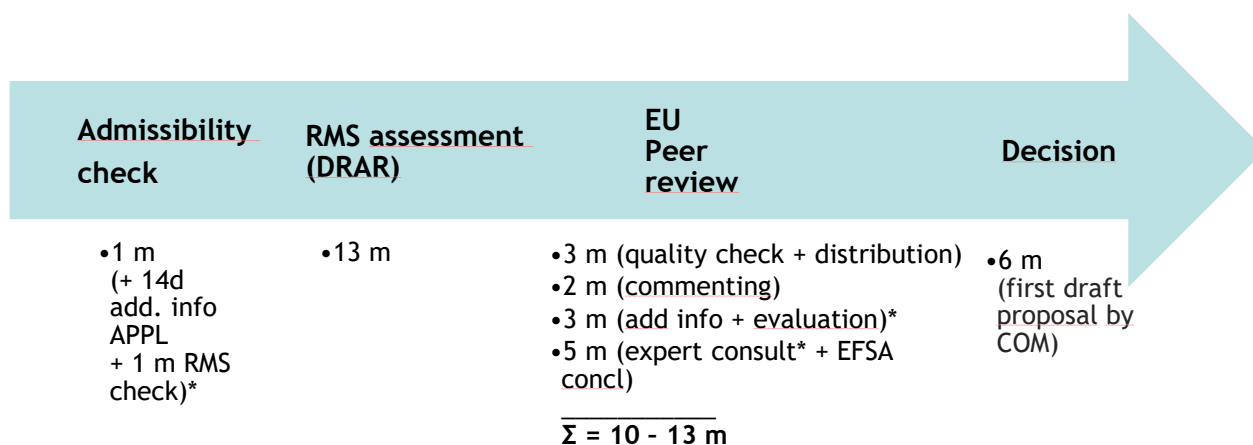 Admissibility
check
RMS assessment
(DRAR)
EU
Peer
review
Decision
•1 m
(+ 14d
add. info
APPL
+ 1 m RMS
check)*
•13 m
•3 m (quality check + distribution)
•2 m (commenting)
•3 m (add info + evaluation)*
•5 m (expert consult* + EFSA
concl)
Σ = 10 - 13 m
•6 m
(first draft
proposal by
COM)